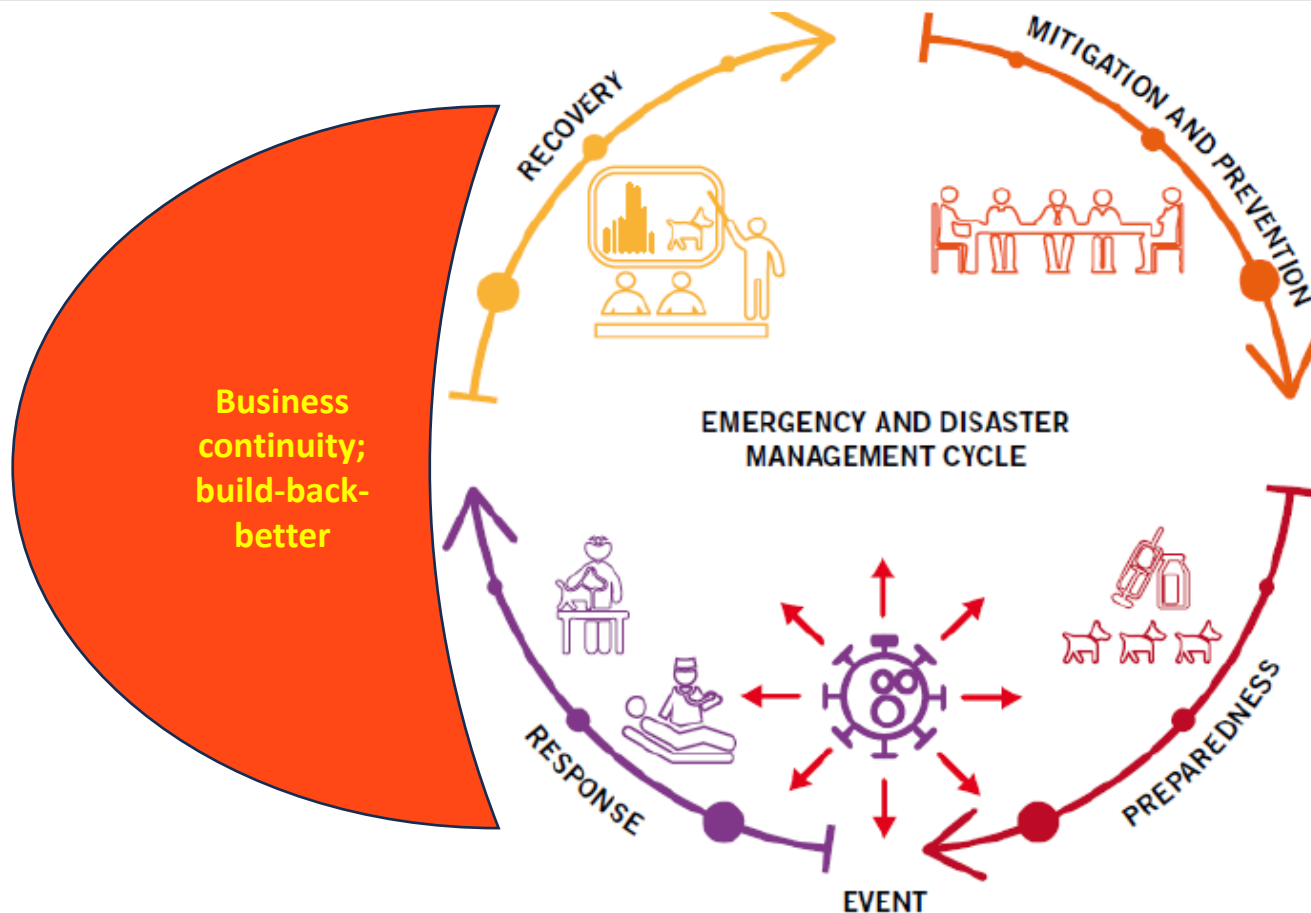 RECOVERY
MITIGATION AND PREVENTION
Business
continuity;
build-back-
better
EMERGENCY AND DISASTER
MANAGEMENT CYCLE
RESPONSE
PREPAREDNESS
EVENT